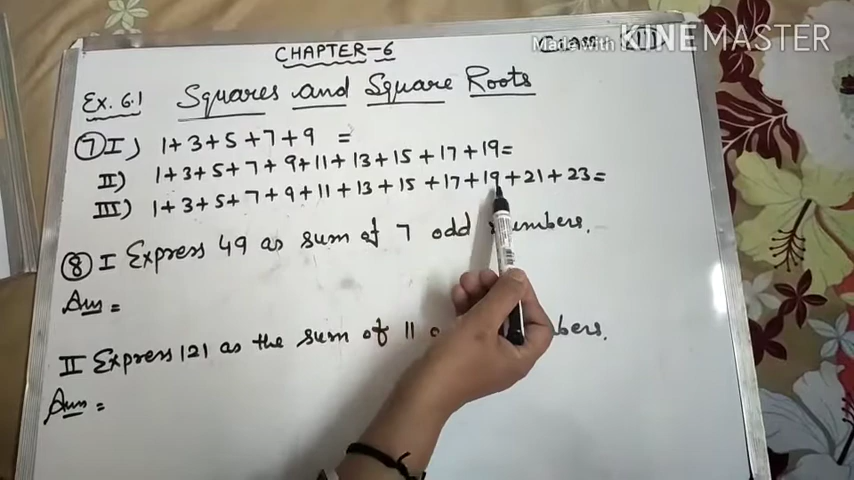 Made with KINEMASTER
CHAPTER-6
Ex. 6.1 Squares and Square Roots
7 I) 1+3+5+7+9 =
II) 1+3+5+7+9+11+13+15+17+19=
III) 1+3+5+7+9+11+13+15+17+19+21+23=
8 I Express 49 as sum of 7 odd numbers.
Ans =
II Express 121 as the sum of 11
Ans =